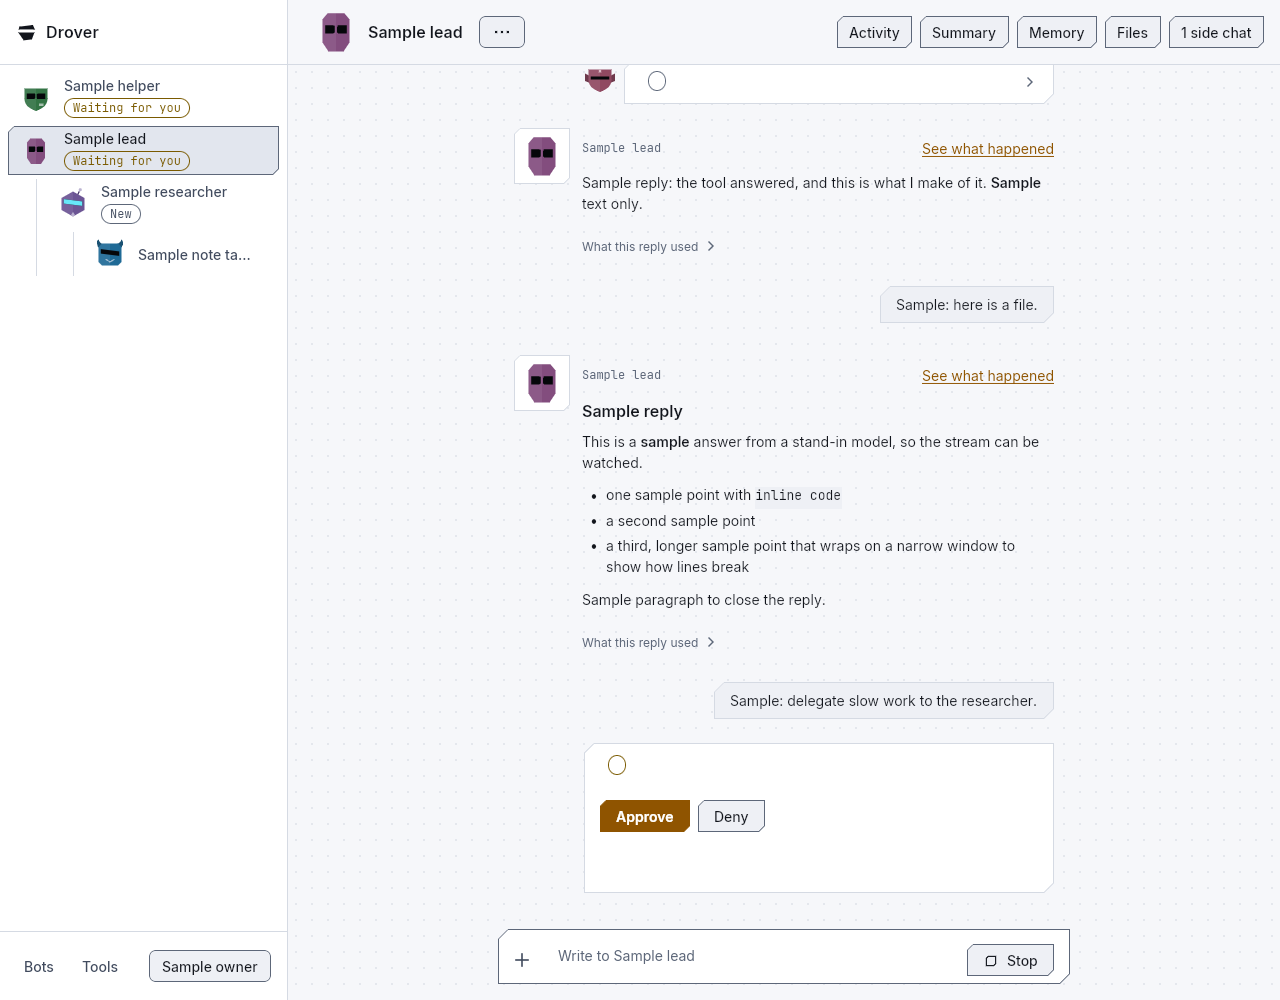 Drover
Sample helper
Waiting for you
Sample lead
Waiting for you
Sample researcher
New
Sample note ta…
Bots
Tools
Sample owner
Sample lead
Activity
Summary
Memory
Files
1 side chat
Sample lead
See what happened
Sample reply: the tool answered, and this is what I make of it. Sample
text only.
What this reply used
Sample: here is a file.
Sample lead
See what happened
Sample reply
This is a sample answer from a stand-in model, so the stream can be
watched.
• one sample point with inline code
• a second sample point
• a third, longer sample point that wraps on a narrow window to
show how lines break
Sample paragraph to close the reply.
What this reply used
Sample: delegate slow work to the researcher.
Approve
Deny
Write to Sample lead
Stop